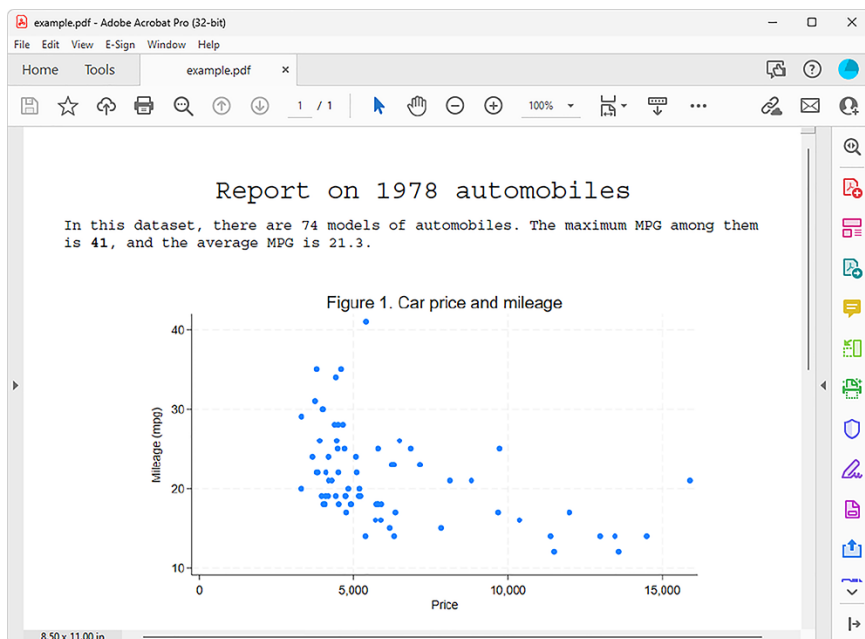 example.pdf - Adobe Acrobat Pro (32-bit)
File Edit View E-Sign Window Help
Home Tools example.pdf ×
1 / 1 100%
Report on 1978 automobiles
In this dataset, there are 74 models of automobiles. The maximum MPG among them
is 41, and the average MPG is 21.3.
Figure 1. Car price and mileage
40
30
20
10
Mileage (mpg)
0 5,000 10,000 15,000
Price
8.50 x 11.00 in